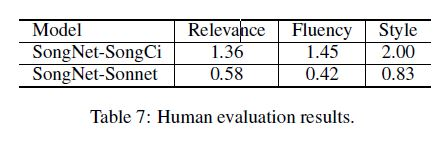 Model Relevance Fluency Style
SongNet-SongCi 1.36 1.45 2.00
SongNet-Sonnet 0.58 0.42 0.83
Table 7: Human evaluation results.